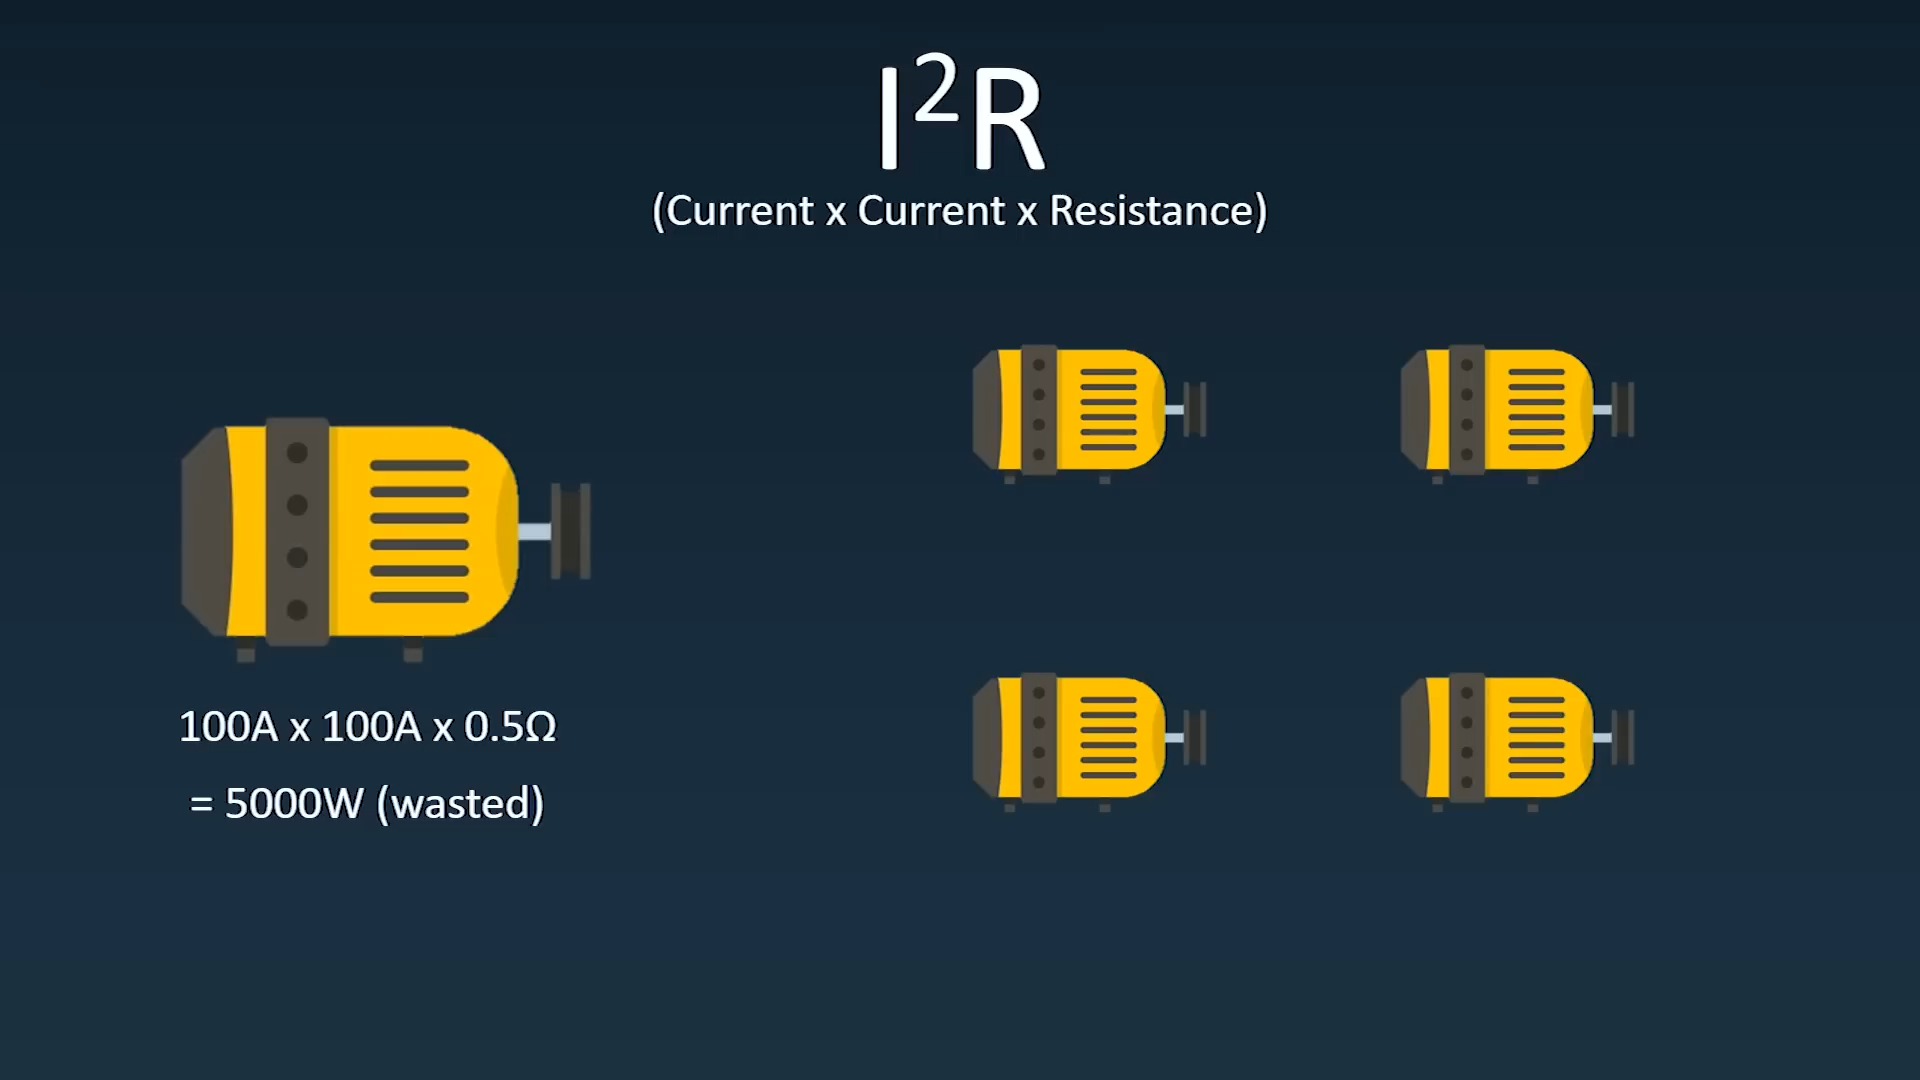 I²R
(Current x Current x Resistance)
100A x 100A x 0.5Ω
= 5000W (wasted)